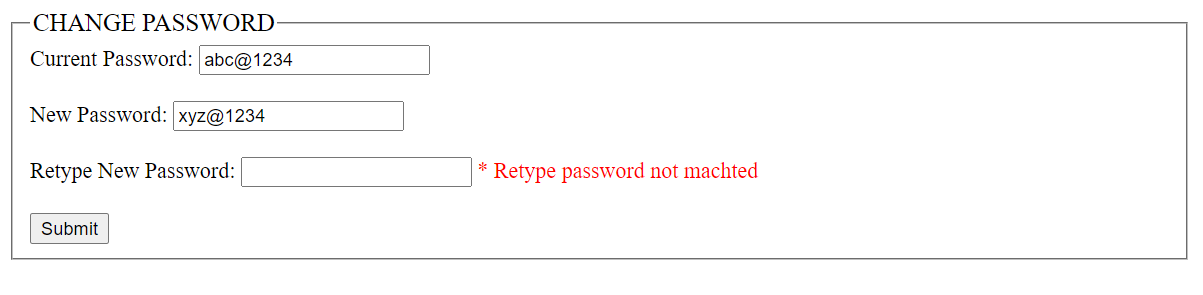 CHANGE PASSWORD
Current Password: abc@1234
New Password: xyz@1234
Retype New Password: * Retype password not machted
Submit